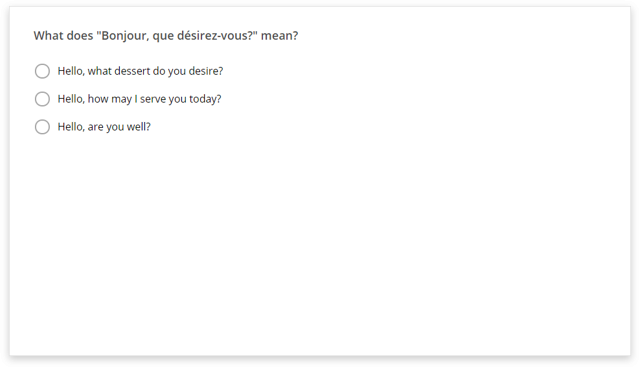 What does "Bonjour, que désirez-vous?" mean?
Hello, what dessert do you desire?
Hello, how may I serve you today?
Hello, are you well?